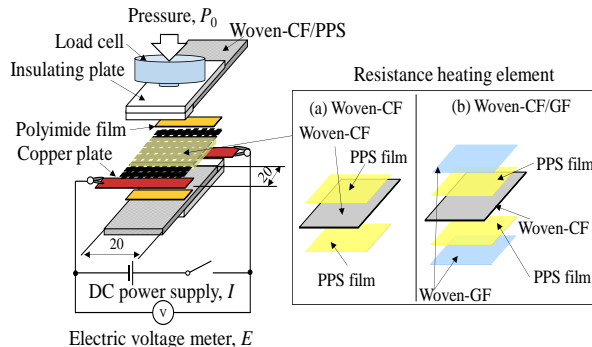 Pressure, P₀
Woven-CF/PPS
Load cell
Insulating plate
Polyimide film
Copper plate
20
20
DC power supply, I
V
Electric voltage meter, E
Resistance heating element
(a) Woven-CF
Woven-CF
PPS film
PPS film
(b) Woven-CF/GF
PPS film
Woven-CF
PPS film
Woven-GF